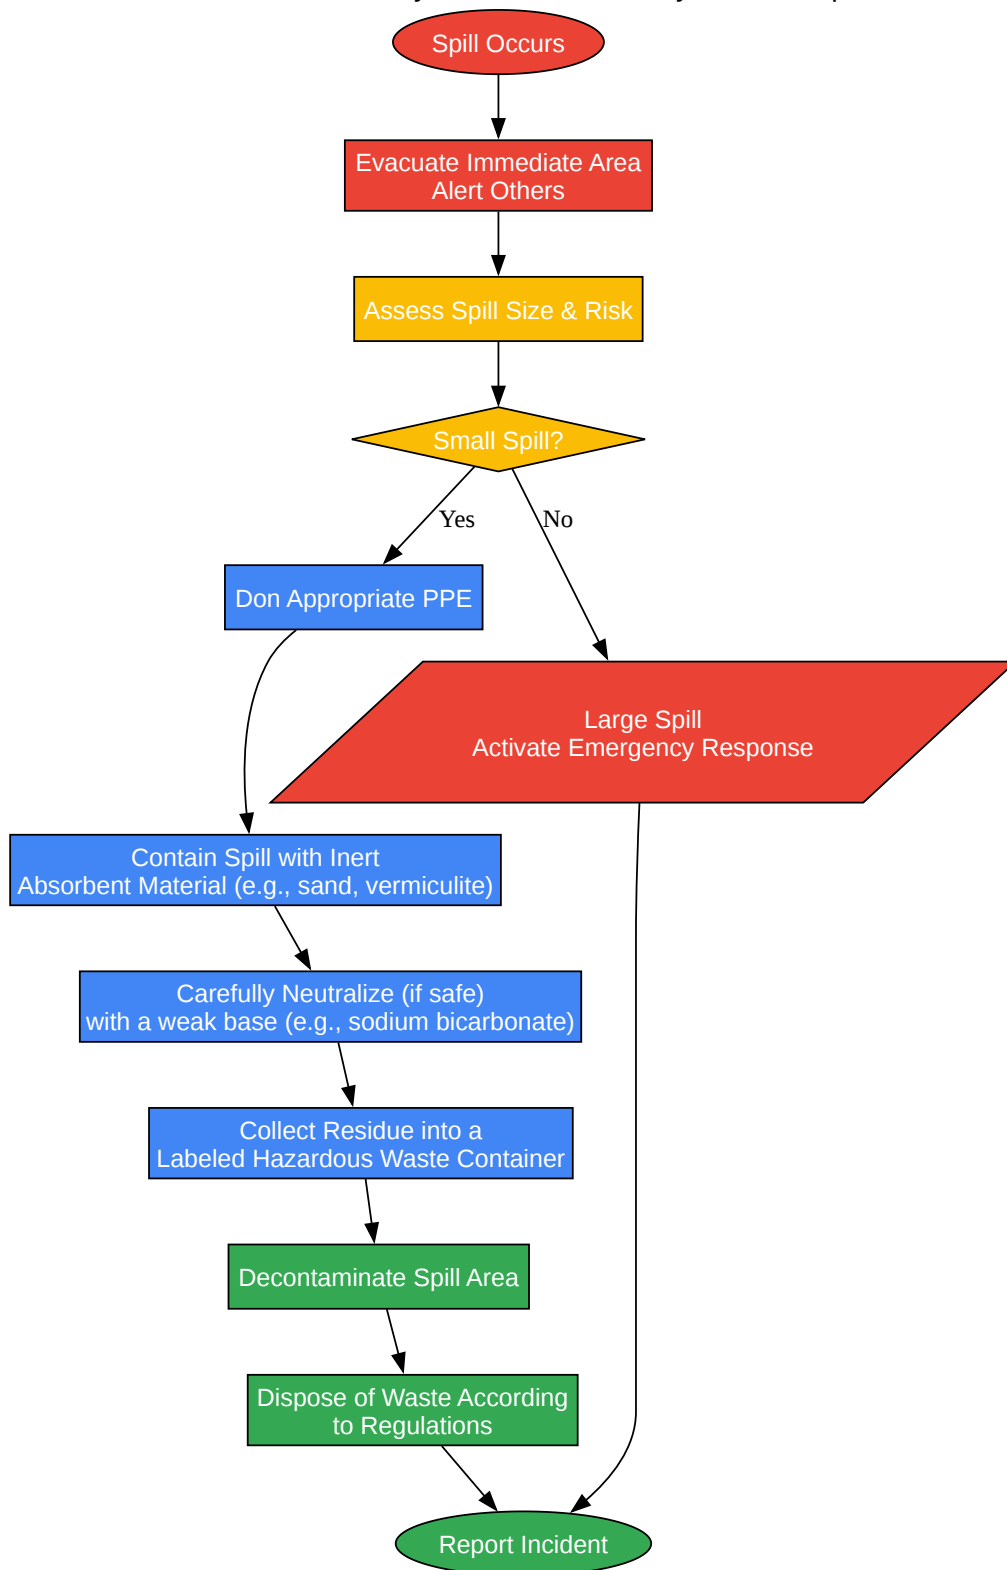 Spill Occurs
Evacuate Immediate Area
Alert Others
Assess Spill Size & Risk
Small Spill?
Yes
No
Don Appropriate PPE
Large Spill
Activate Emergency Response
Contain Spill with Inert
Absorbent Material (e.g., sand, vermiculite)
Carefully Neutralize (if safe)
with a weak base (e.g., sodium bicarbonate)
Collect Residue into a
Labeled Hazardous Waste Container
Decontaminate Spill Area
Dispose of Waste According
to Regulations
Report Incident